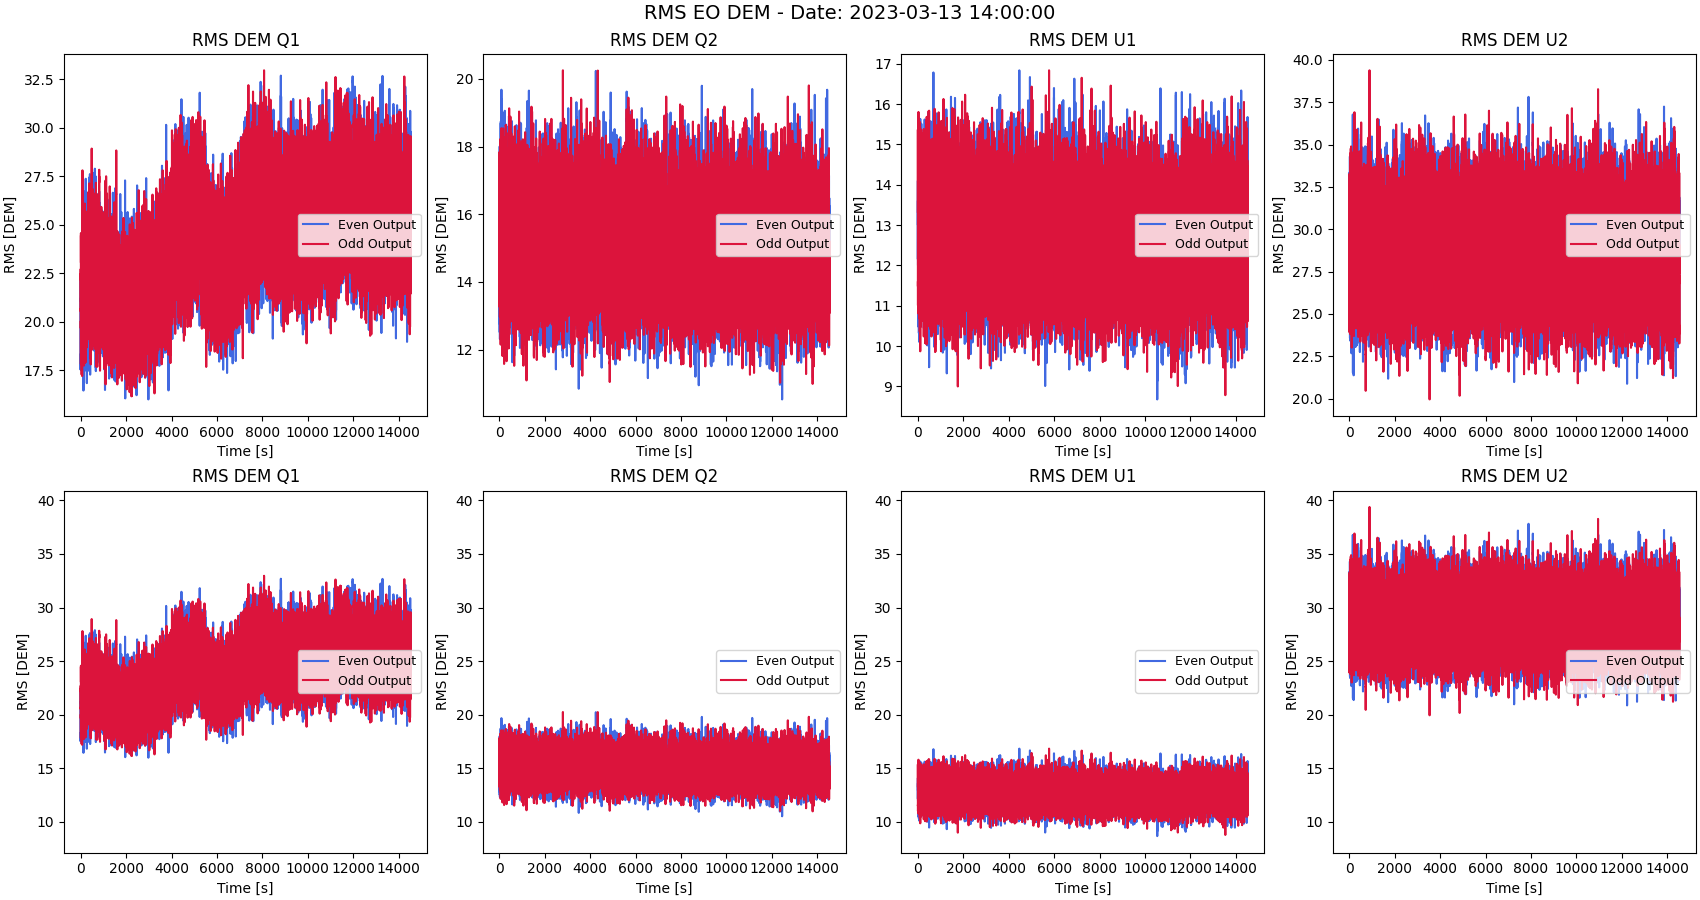 RMS EO DEM - Date: 2023-03-13 14:00:00
RMS DEM Q1
RMS [DEM]
32.5
30.0
27.5
25.0
22.5
20.0
17.5
Even Output
Odd Output
0 2000 4000 6000 8000 10000 12000 14000
Time [s]
RMS DEM Q2
RMS [DEM]
20
18
16
14
12
Even Output
Odd Output
0 2000 4000 6000 8000 10000 12000 14000
Time [s]
RMS DEM U1
RMS [DEM]
17
16
15
14
13
12
11
10
9
Even Output
Odd Output
0 2000 4000 6000 8000 10000 12000 14000
Time [s]
RMS DEM U2
RMS [DEM]
40.0
37.5
35.0
32.5
30.0
27.5
25.0
22.5
20.0
Even Output
Odd Output
0 2000 4000 6000 8000 10000 12000 14000
Time [s]
RMS DEM Q1
RMS [DEM]
40
35
30
25
20
15
10
Even Output
Odd Output
0 2000 4000 6000 8000 10000 12000 14000
Time [s]
RMS DEM Q2
RMS [DEM]
40
35
30
25
20
15
10
Even Output
Odd Output
0 2000 4000 6000 8000 10000 12000 14000
Time [s]
RMS DEM U1
RMS [DEM]
40
35
30
25
20
15
10
Even Output
Odd Output
0 2000 4000 6000 8000 10000 12000 14000
Time [s]
RMS DEM U2
RMS [DEM]
40
35
30
25
20
15
10
Even Output
Odd Output
0 2000 4000 6000 8000 10000 12000 14000
Time [s]